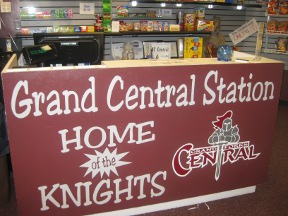 Grand Central Station
HOME
of the
KNIGHTS
CENTRAL